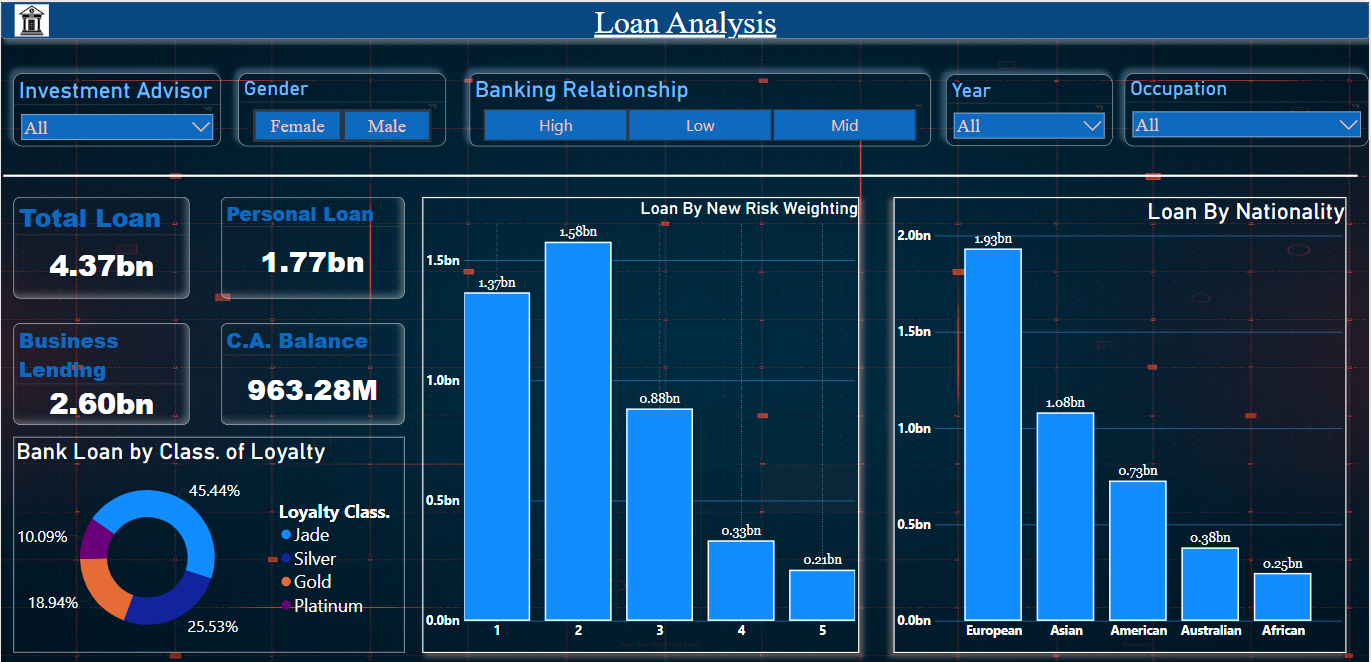 Loan Analysis
Investment Advisor
All
Gender
Female
Male
Banking Relationship
High
Low
Mid
Year
All
Occupation
All
Total Loan
4.37bn
Personal Loan
1.77bn
Business
Lending
2.60bn
C.A. Balance
963.28M
Bank Loan by Class. of Loyalty
45.44%
10.09%
18.94%
25.53%
Loyalty Class.
Jade
Silver
Gold
Platinum
Loan By New Risk Weighting
1.5bn
1.0bn
0.5bn
0.0bn
1.37bn
1.58bn
0.88bn
0.33bn
0.21bn
1
2
3
4
5
Loan By Nationality
2.0bn
1.5bn
1.0bn
0.5bn
0.0bn
1.93bn
1.08bn
0.73bn
0.38bn
0.25bn
European
Asian
American
Australian
African